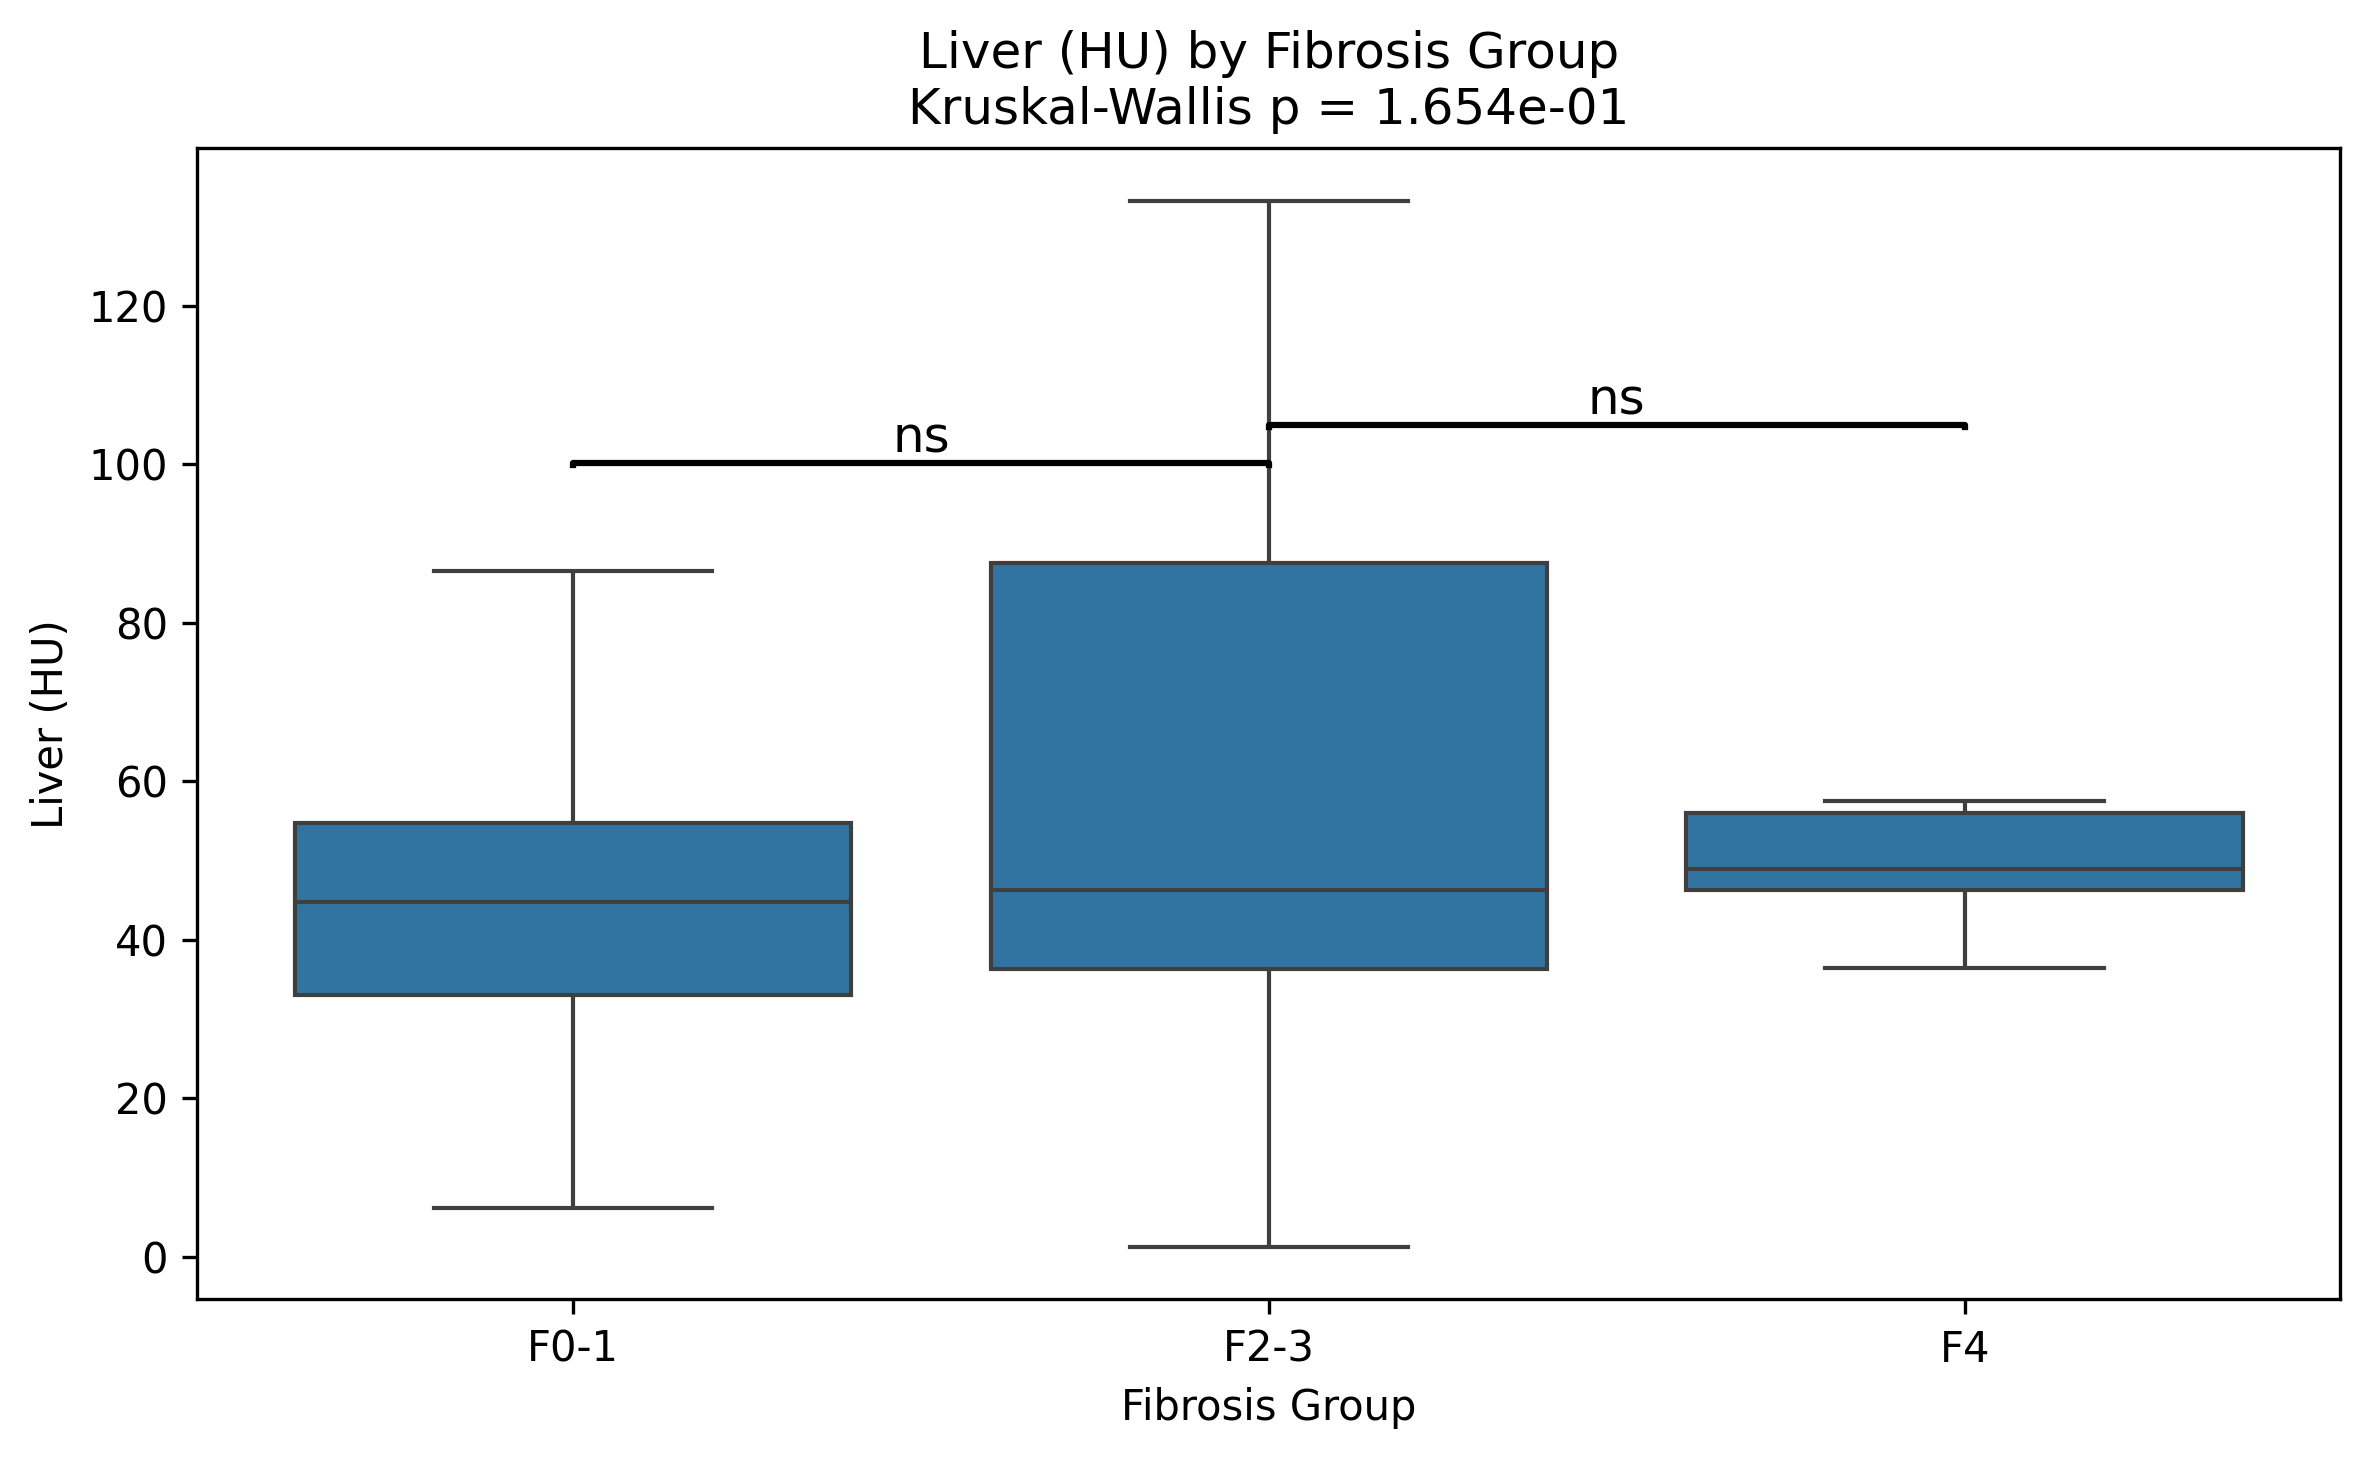 Liver (HU) by Fibrosis Group
Kruskal-Wallis p = 1.654e-01
Liver (HU)
120
100
80
60
40
20
0
ns
ns
F0-1
F2-3
F4
Fibrosis Group